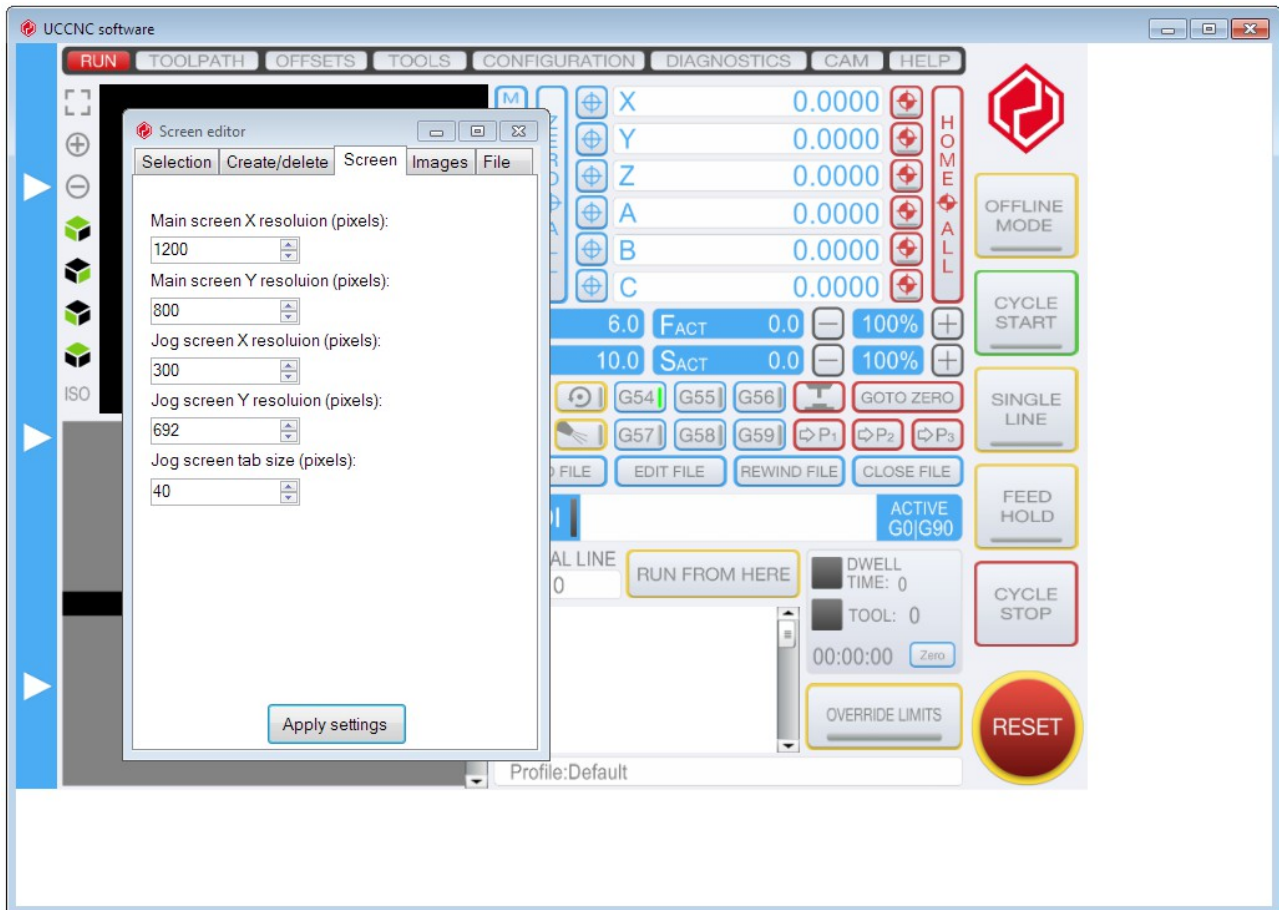 UCCNC software
RUN TOOLPATH OFFSETS TOOLS CONFIGURATION DIAGNOSTICS CAM HELP
Screen editor
Selection Create/delete Screen Images File
Main screen X resoluion (pixels):
1200
Main screen Y resoluion (pixels):
800
Jog screen X resoluion (pixels):
300
Jog screen Y resoluion (pixels):
692
Jog screen tab size (pixels):
40
Apply settings
ISO
M
X 0.0000
Y 0.0000
Z 0.0000
A 0.0000
B 0.0000
C 0.0000
HOME ALL
6.0 FACT 0.0 100%
10.0 SACT 0.0 100%
G54 G55 G56 GOTO ZERO
G57 G58 G59 P1 P2 P3
FILE EDIT FILE REWIND FILE CLOSE FILE
ACTIVE
G0|G90
AL LINE
0
RUN FROM HERE
DWELL
TIME: 0
TOOL: 0
00:00:00 Zero
OVERRIDE LIMITS
Profile:Default
OFFLINE
MODE
CYCLE
START
SINGLE
LINE
FEED
HOLD
CYCLE
STOP
RESET